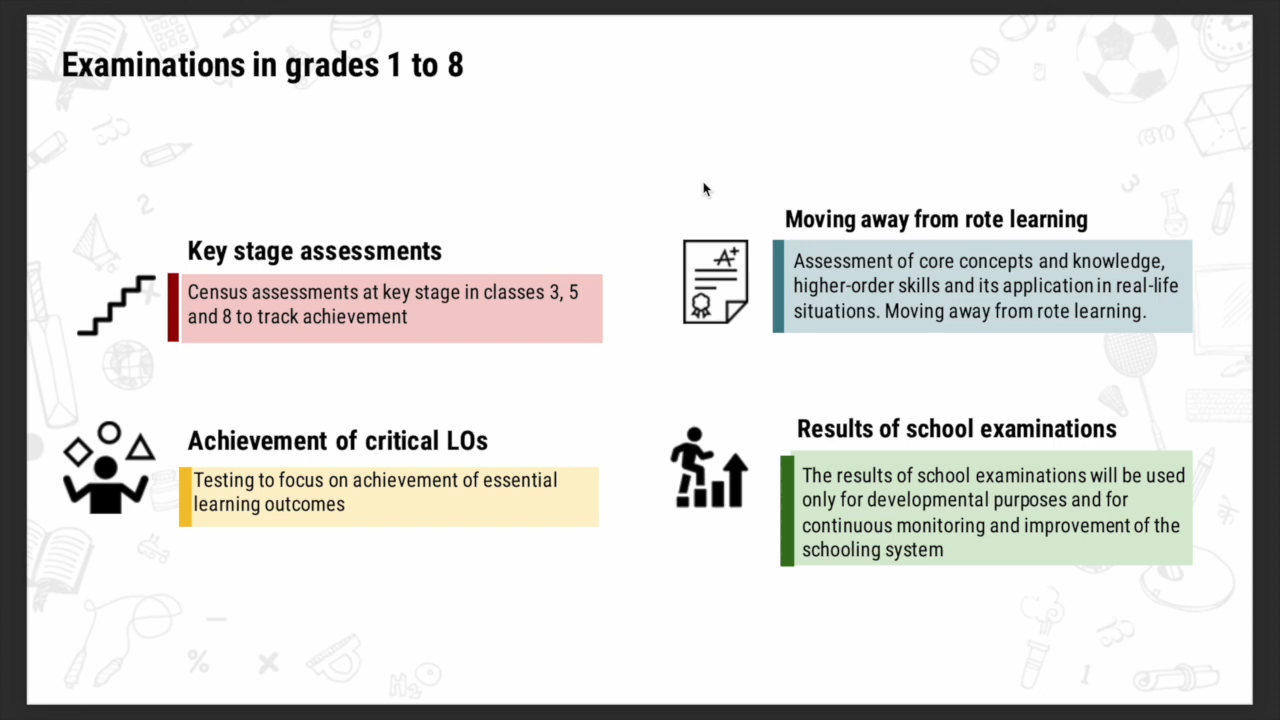 Examinations in grades 1 to 8
Key stage assessments
Census assessments at key stage in classes 3, 5
and 8 to track achievement
Achievement of critical LOs
Testing to focus on achievement of essential
learning outcomes
Moving away from rote learning
A+
Assessment of core concepts and knowledge,
higher-order skills and its application in real-life
situations. Moving away from rote learning.
Results of school examinations
The results of school examinations will be used
only for developmental purposes and for
continuous monitoring and improvement of the
schooling system
2
3
%
H2O
1